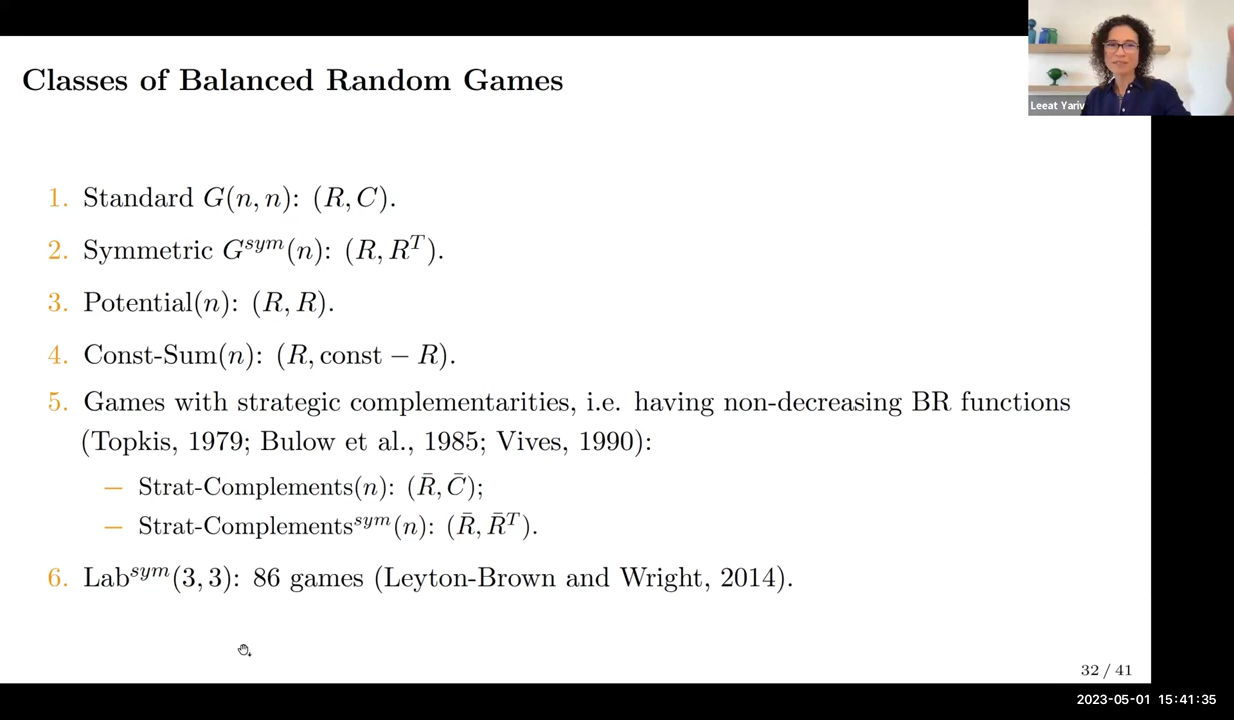 Classes of Balanced Random Games
Leeat Yariv
1. Standard G(n, n): (R, C).
2. Symmetric G^{sym}(n): (R, R^T).
3. Potential(n): (R, R).
4. Const-Sum(n): (R, const − R).
5. Games with strategic complementarities, i.e. having non-decreasing BR functions
(Topkis, 1979; Bulow et al., 1985; Vives, 1990):
– Strat-Complements(n): (R̄, C̄);
– Strat-Complements^{sym}(n): (R̄, R̄^T).
6. Lab^{sym}(3, 3): 86 games (Leyton-Brown and Wright, 2014).
32 / 41
2023-05-01 15:41:35